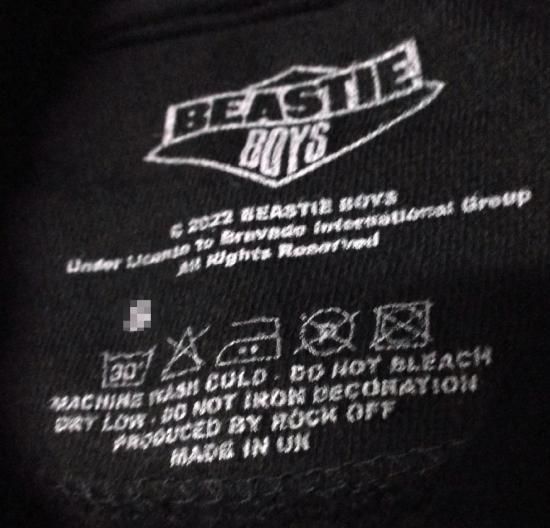 BEASTIE
BOYS
© 2022 BEASTIE BOYS
Under License To Bravado International Group
All Rights Reserved
30°
MACHINE WASH COLD . DO NOT BLEACH
DRY LOW . DO NOT IRON DECORATION
PRODUCED BY ROCK OFF
MADE IN UK